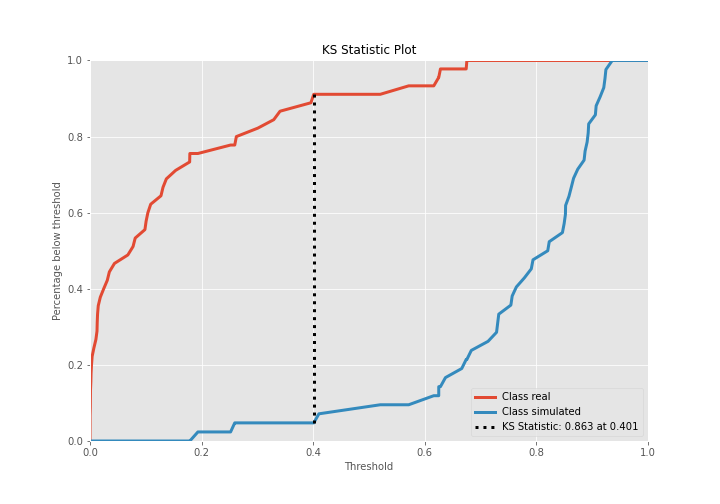 KS Statistic Plot
1.0
0.8
0.6
0.4
0.2
0.0
Percentage below threshold
0.0 0.2 0.4 0.6 0.8 1.0
Threshold
Class real
Class simulated
KS Statistic: 0.863 at 0.401